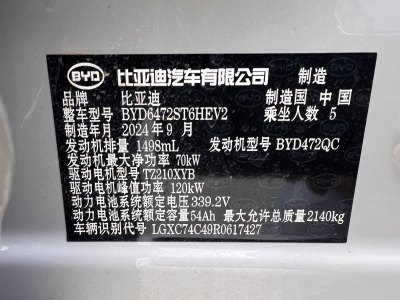 BYD 比亚迪汽车有限公司 制造
品牌 比亚迪 制造国 中国
整车型号 BYD6472ST6HEV2 乘坐人数 5
制造年月 2024年9月
发动机排量 1498mL 发动机型号 BYD472QC
发动机最大净功率 70kW
驱动电机型号 TZ210XYB
驱动电机峰值功率 120kW
动力电池系统额定电压 339.2V
动力电池系统额定容量 54Ah 最大允许总质量 2140kg
车辆识别代号 LGXC74C49R0617427